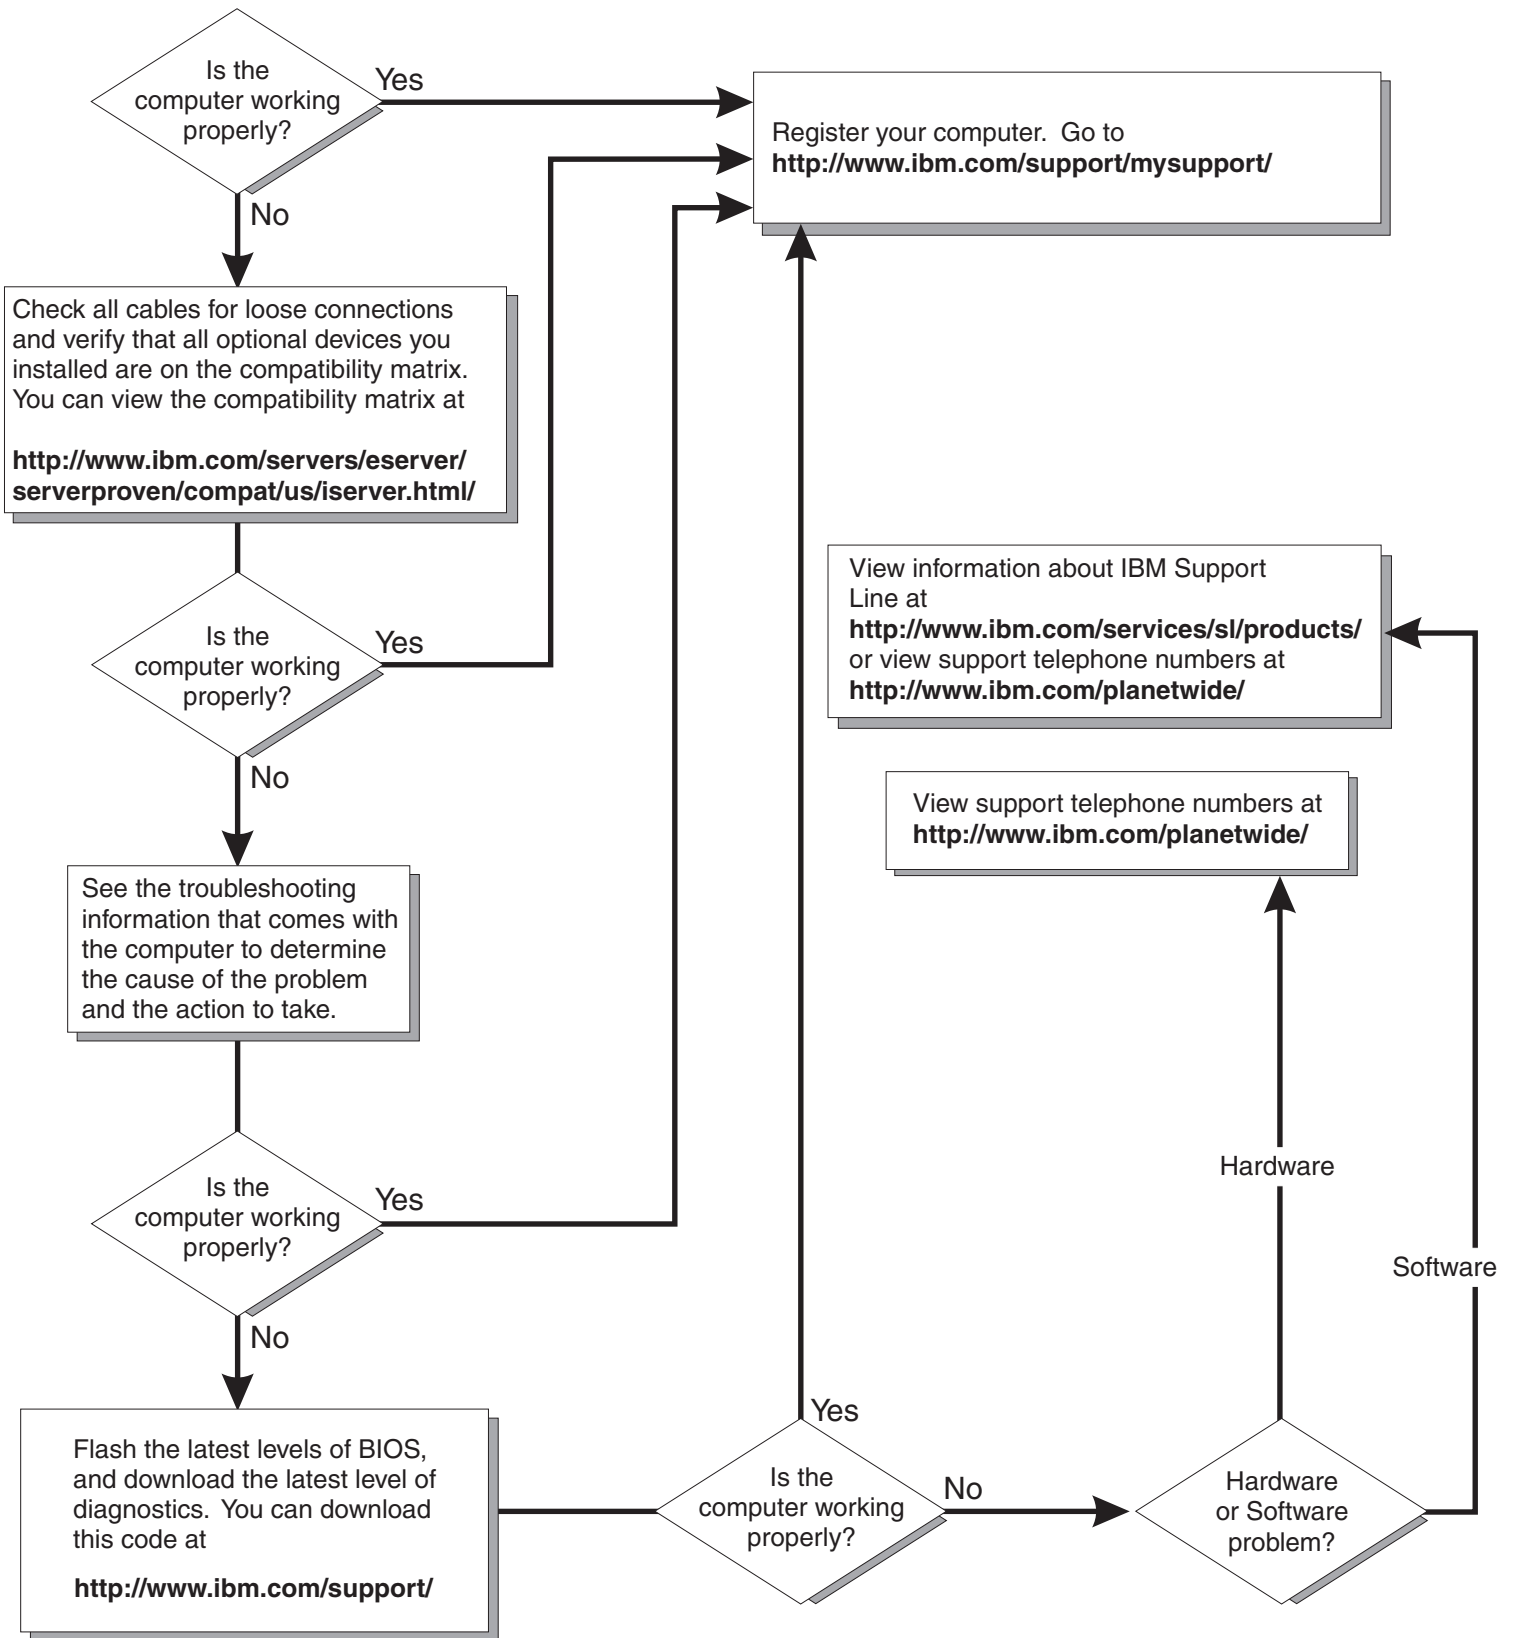 Is the
computer working
properly?
Yes
No
Register your computer. Go to
http://www.ibm.com/support/mysupport/
Check all cables for loose connections
and verify that all optional devices you
installed are on the compatibility matrix.
You can view the compatibility matrix at
http://www.ibm.com/servers/eserver/
serverproven/compat/us/iserver.html/
Is the
computer working
properly?
Yes
No
View information about IBM Support
Line at
http://www.ibm.com/services/sl/products/
or view support telephone numbers at
http://www.ibm.com/planetwide/
View support telephone numbers at
http://www.ibm.com/planetwide/
See the troubleshooting
information that comes with
the computer to determine
the cause of the problem
and the action to take.
Is the
computer working
properly?
Yes
No
Hardware
Software
Flash the latest levels of BIOS,
and download the latest level of
diagnostics. You can download
this code at
http://www.ibm.com/support/
Is the
computer working
properly?
Yes
No
Hardware
or Software
problem?